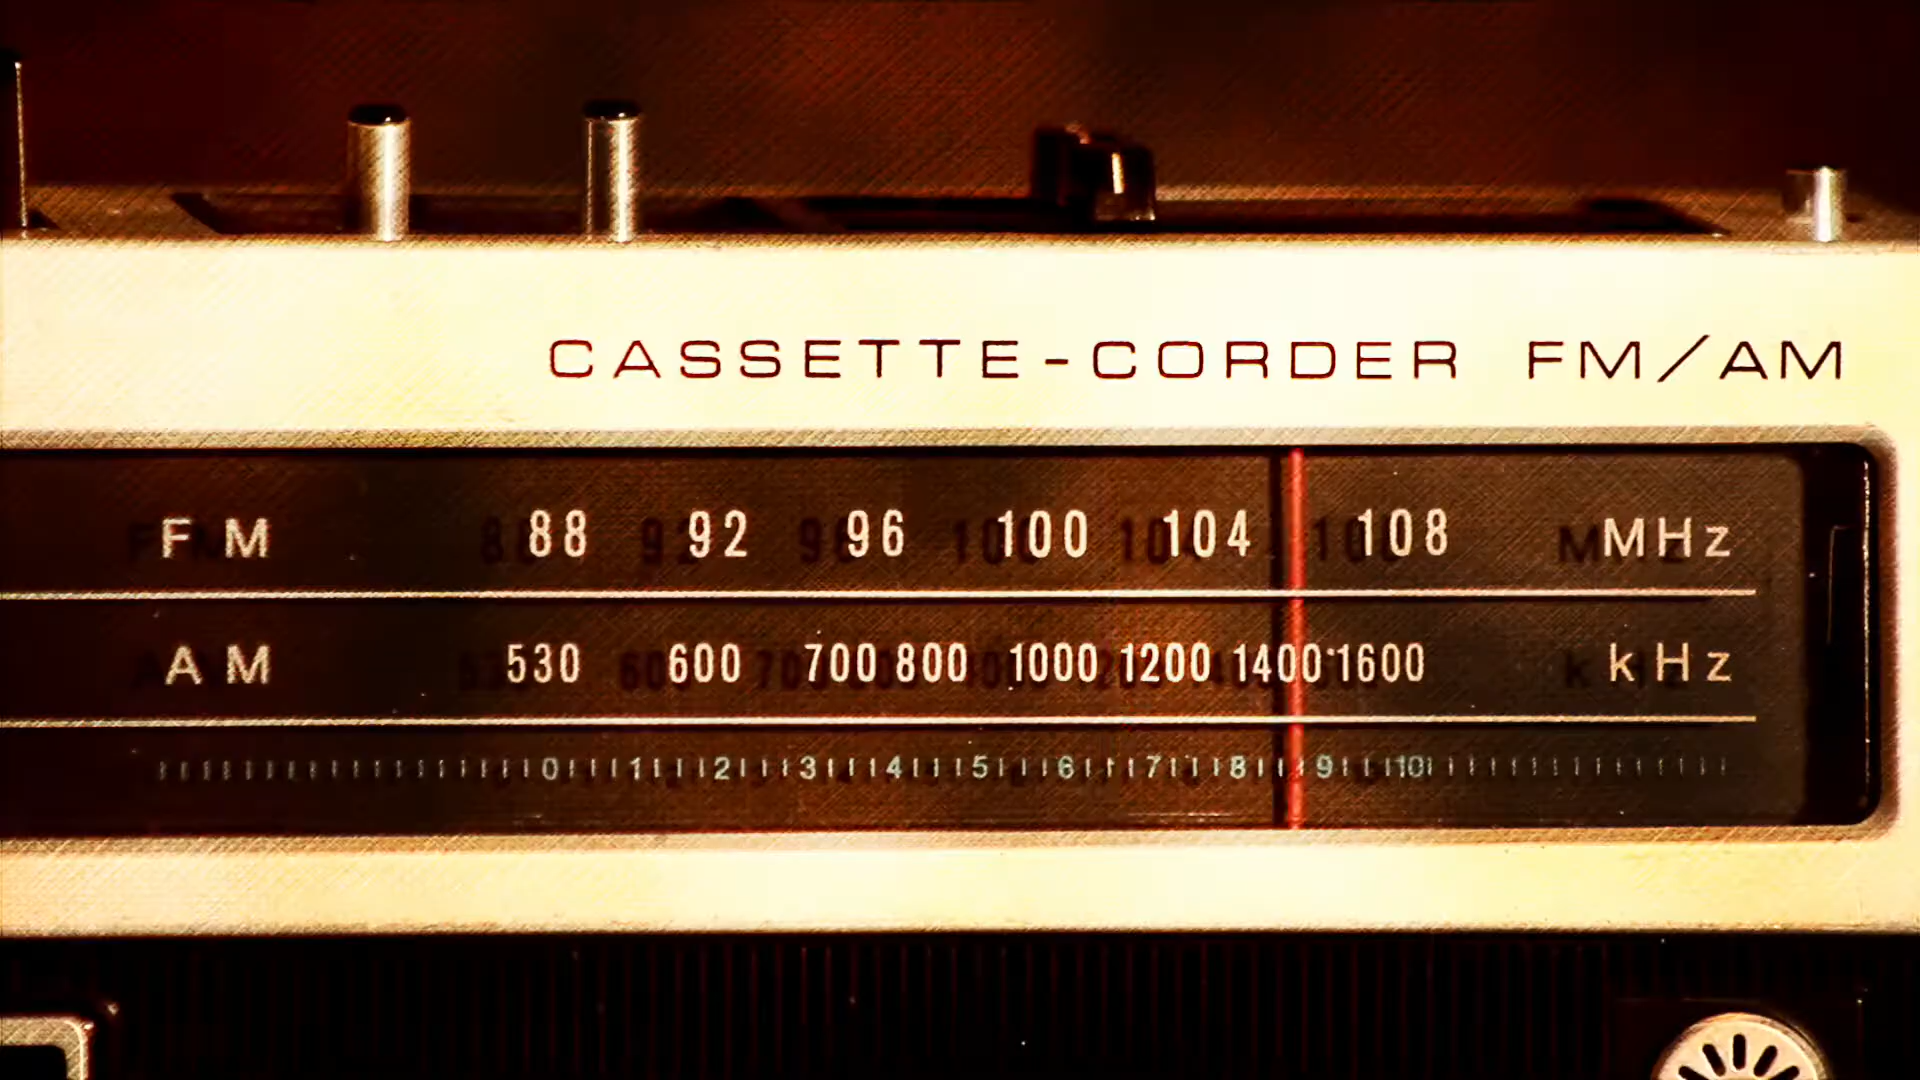 CASSETTE-CORDER FM/AM
FM 88 92 96 100 104 108 MHz
AM 530 600 700 800 1000 1200 1400 1600 kHz
0 1 2 3 4 5 6 7 8 9 10